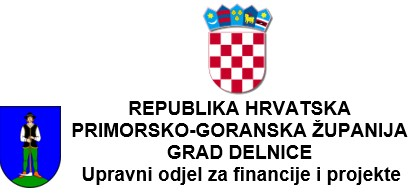 REPUBLIKA HRVATSKA
PRIMORSKO-GORANSKA ŽUPANIJA
GRAD DELNICE
Upravni odjel za financije i projekte